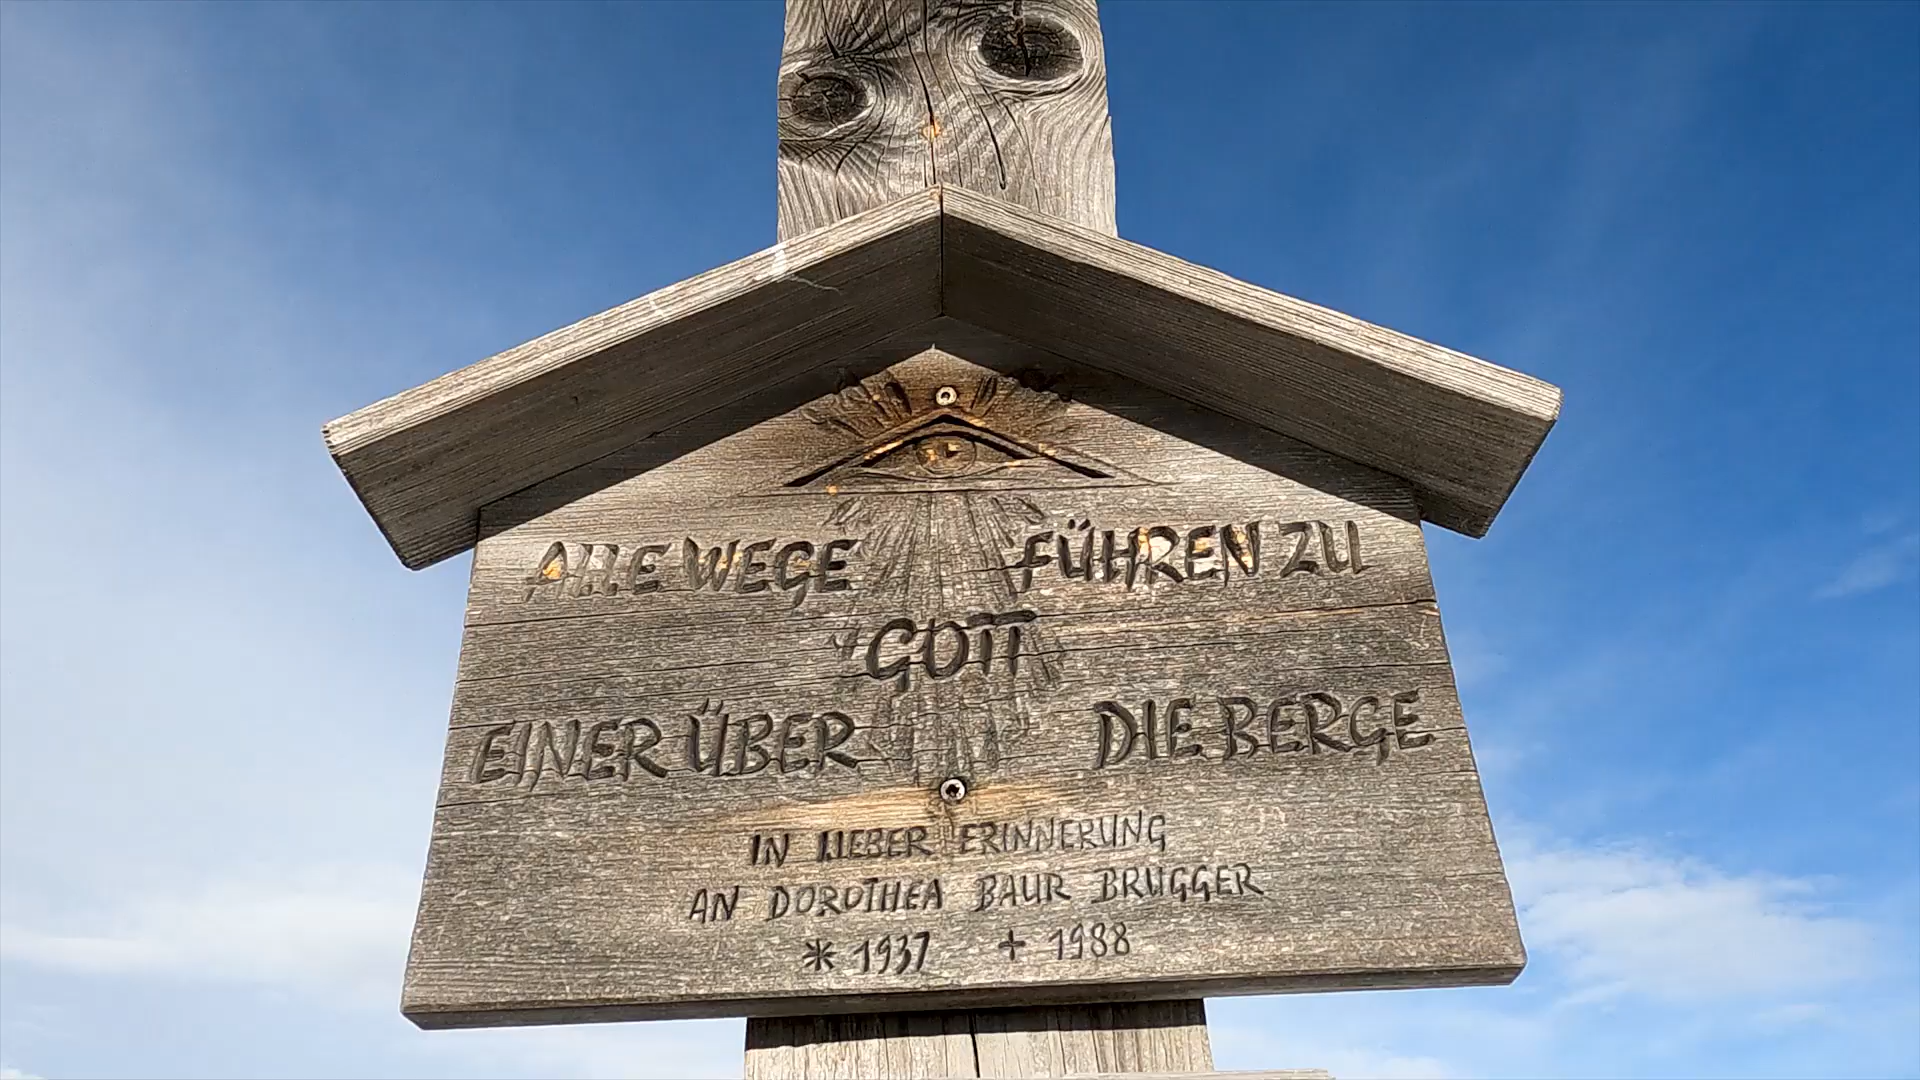 ALLE WEGE FÜHREN ZU
GOTT
EINER ÜBER DIE BERGE
IN LIEBER ERINNERUNG
AN DOROTHEA BAUR BRUGGER
* 1937 + 1988